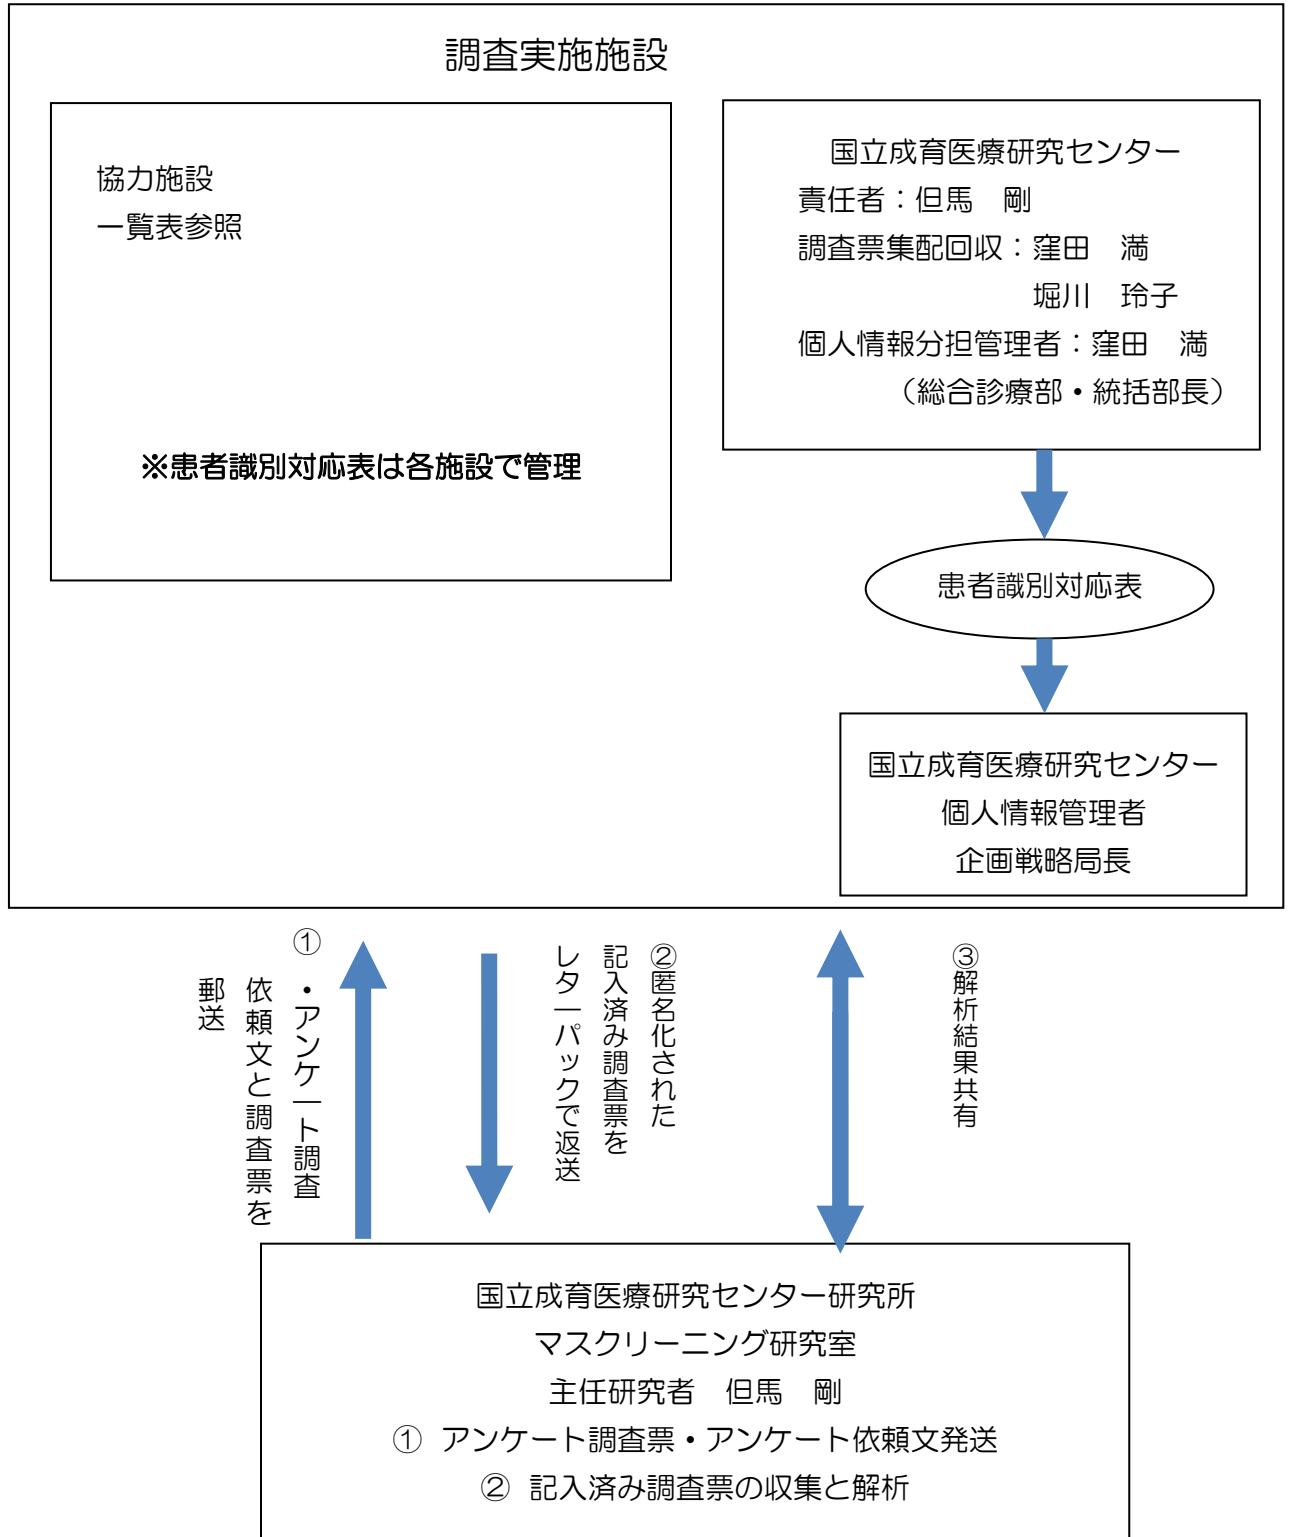 調査実施施設
協力施設
一覧表参照
※患者識別対応表は各施設で管理
国立成育医療研究センター
責任者：但馬　剛
調査票集配回収：窪田　満
堀川　玲子
個人情報分担管理者：窪田　満
（総合診療部・統括部長）
患者識別対応表
国立成育医療研究センター
個人情報管理者
企画戦略局長
①・アンケート調査
依頼文と調査票を
郵送
②匿名化された
記入済み調査票を
レターパックで返送
③解析結果共有
国立成育医療研究センター研究所
マスクリーニング研究室
主任研究者　但馬　剛
① アンケート調査票・アンケート依頼文発送
② 記入済み調査票の収集と解析